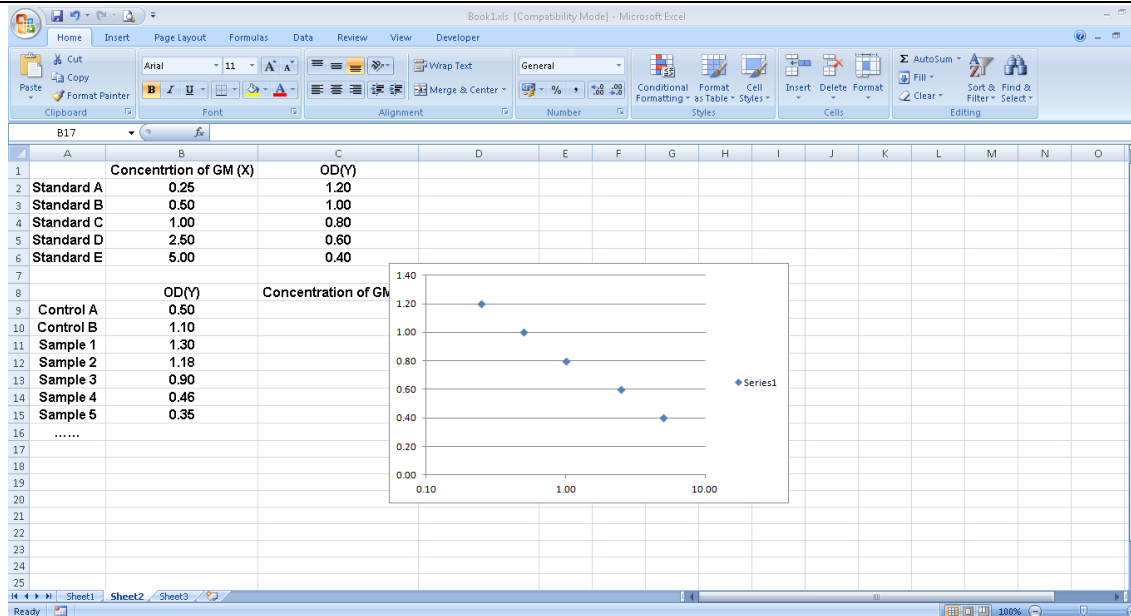 Book1.xls [Compatibility Mode] - Microsoft Excel
Home Insert Page Layout Formulas Data Review View Developer
Cut
Copy
Format Painter
Paste
Clipboard
Arial 11 A A
B I U A
Font
Wrap Text
Merge & Center
Alignment
General
% ,
Number
Conditional Formatting
Format as Table
Cell Styles
Styles
Insert Delete Format
Cells
Σ AutoSum
Fill
Clear
Sort & Filter
Find & Select
Editing
B17 fx
A B C D E F G H I J K L M N O
1 Concentrtion of GM (X) OD(Y)
2 Standard A 0.25 1.20
3 Standard B 0.50 1.00
4 Standard C 1.00 0.80
5 Standard D 2.50 0.60
6 Standard E 5.00 0.40
7
8 OD(Y) Concentration of GM
9 Control A 0.50
10 Control B 1.10
11 Sample 1 1.30
12 Sample 2 1.18
13 Sample 3 0.90
14 Sample 4 0.46
15 Sample 5 0.35
16 ......
17
18
19
20
21
22
23
24
25
1.40
1.20
1.00
0.80
0.60
0.40
0.20
0.00
0.10 1.00 10.00
Series1
Sheet1 Sheet2 Sheet3
Ready 100%